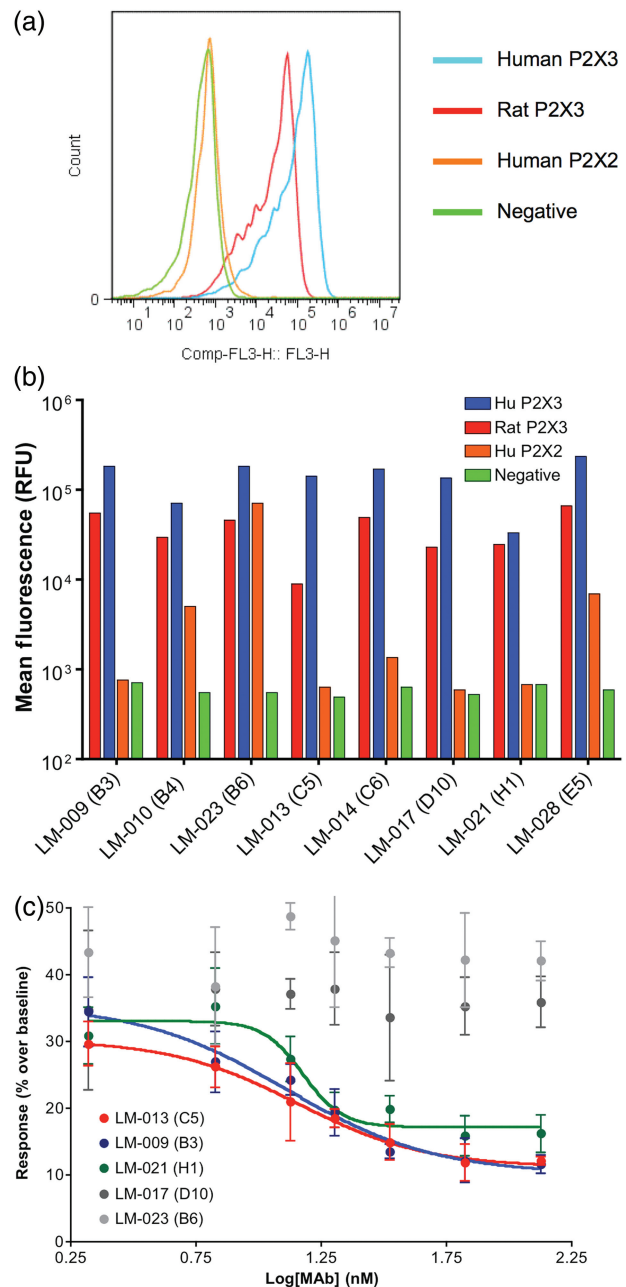 (a)
Count
0
10^1 10^2 10^3 10^4 10^5 10^6 10^7
Comp-FL3-H:: FL3-H
Human P2X3
Rat P2X3
Human P2X2
Negative
(b)
Mean fluorescence (RFU)
10^6
10^5
10^4
10^3
10^2
Hu P2X3
Rat P2X3
Hu P2X2
Negative
LM-009 (B3)
LM-010 (B4)
LM-023 (B6)
LM-013 (C5)
LM-014 (C6)
LM-017 (D10)
LM-021 (H1)
LM-028 (E5)
(c)
Response (% over baseline)
50
40
30
20
10
0
LM-013 (C5)
LM-009 (B3)
LM-021 (H1)
LM-017 (D10)
LM-023 (B6)
0.25 0.75 1.25 1.75 2.25
Log[MAb] (nM)